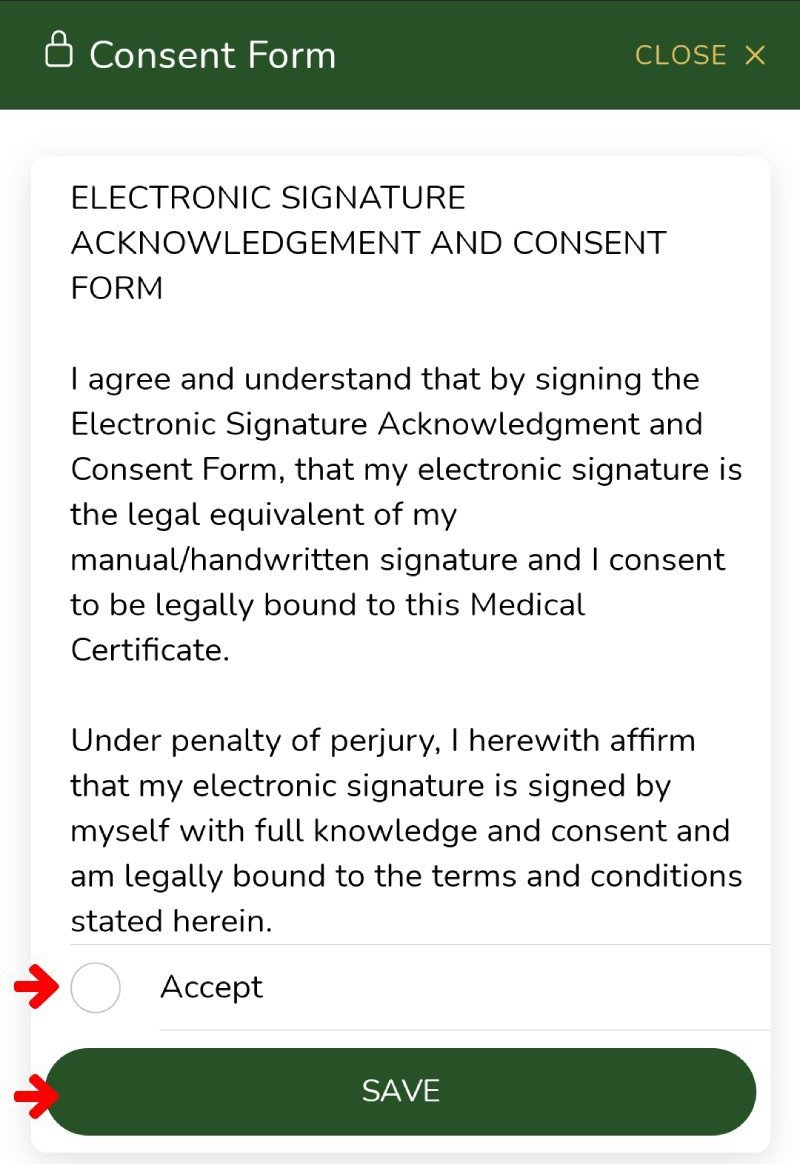 Consent Form
CLOSE ×
ELECTRONIC SIGNATURE
ACKNOWLEDGEMENT AND CONSENT
FORM
I agree and understand that by signing the
Electronic Signature Acknowledgment and
Consent Form, that my electronic signature is
the legal equivalent of my
manual/handwritten signature and I consent
to be legally bound to this Medical
Certificate.
Under penalty of perjury, I herewith affirm
that my electronic signature is signed by
myself with full knowledge and consent and
am legally bound to the terms and conditions
stated herein.
Accept
SAVE